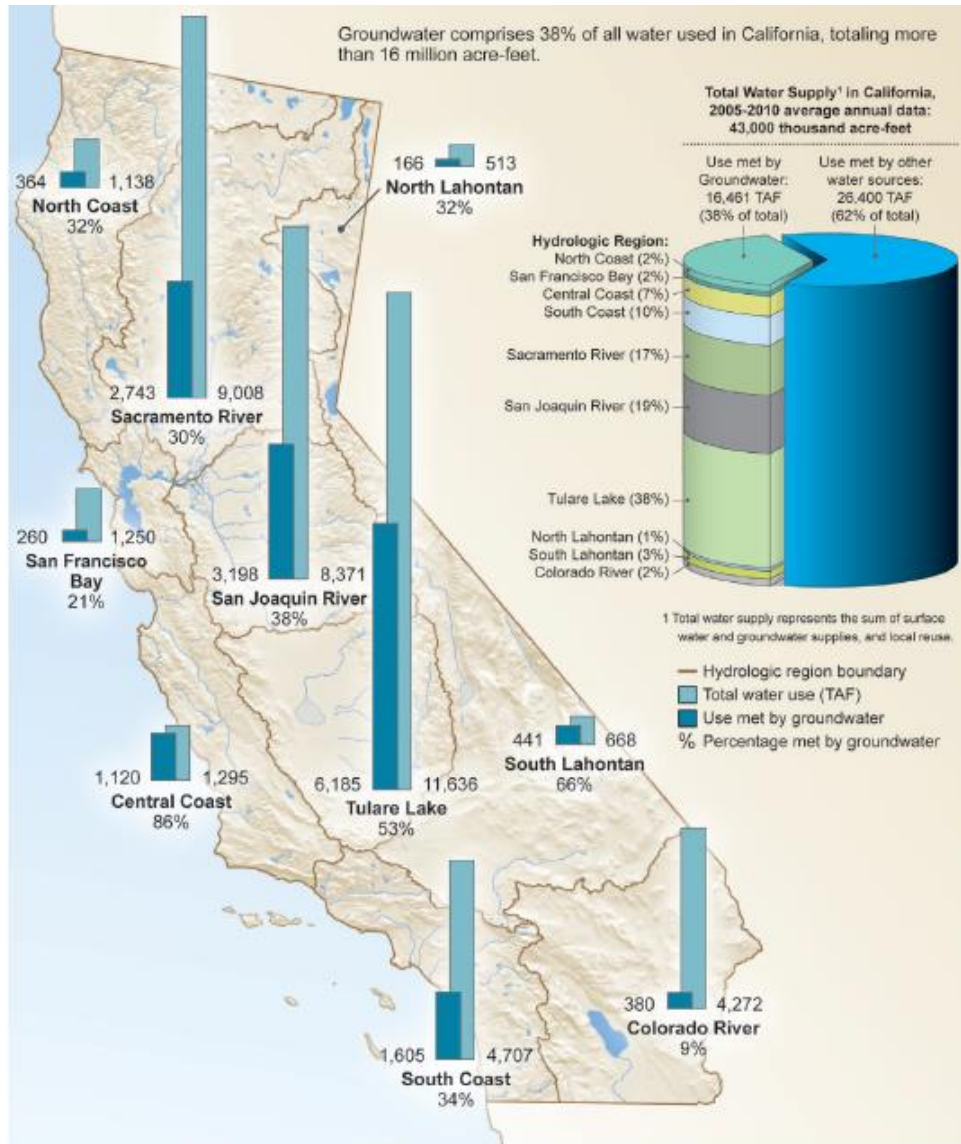 Groundwater comprises 38% of all water used in California, totaling more
than 16 million acre-feet.
Total Water Supply¹ in California,
2005-2010 average annual data:
43,000 thousand acre-feet
Use met by
Groundwater:
16,461 TAF
(38% of total)
Use met by other
water sources:
26,400 TAF
(62% of total)
Hydrologic Region:
North Coast (2%)
San Francisco Bay (2%)
Central Coast (7%)
South Coast (10%)
Sacramento River (17%)
San Joaquin River (19%)
Tulare Lake (38%)
North Lahontan (1%)
South Lahontan (3%)
Colorado River (2%)
1 Total water supply represents the sum of surface
water and groundwater supplies, and local reuse.
Hydrologic region boundary
Total water use (TAF)
Use met by groundwater
% Percentage met by groundwater
364 1,138
North Coast
32%
166 513
North Lahontan
32%
2,743 9,008
Sacramento River
30%
260 1,250
San Francisco
Bay
21%
3,198 8,371
San Joaquin River
38%
1,120 1,295
Central Coast
86%
6,185 11,636
Tulare Lake
53%
441 668
South Lahontan
66%
1,605 4,707
South Coast
34%
380 4,272
Colorado River
9%